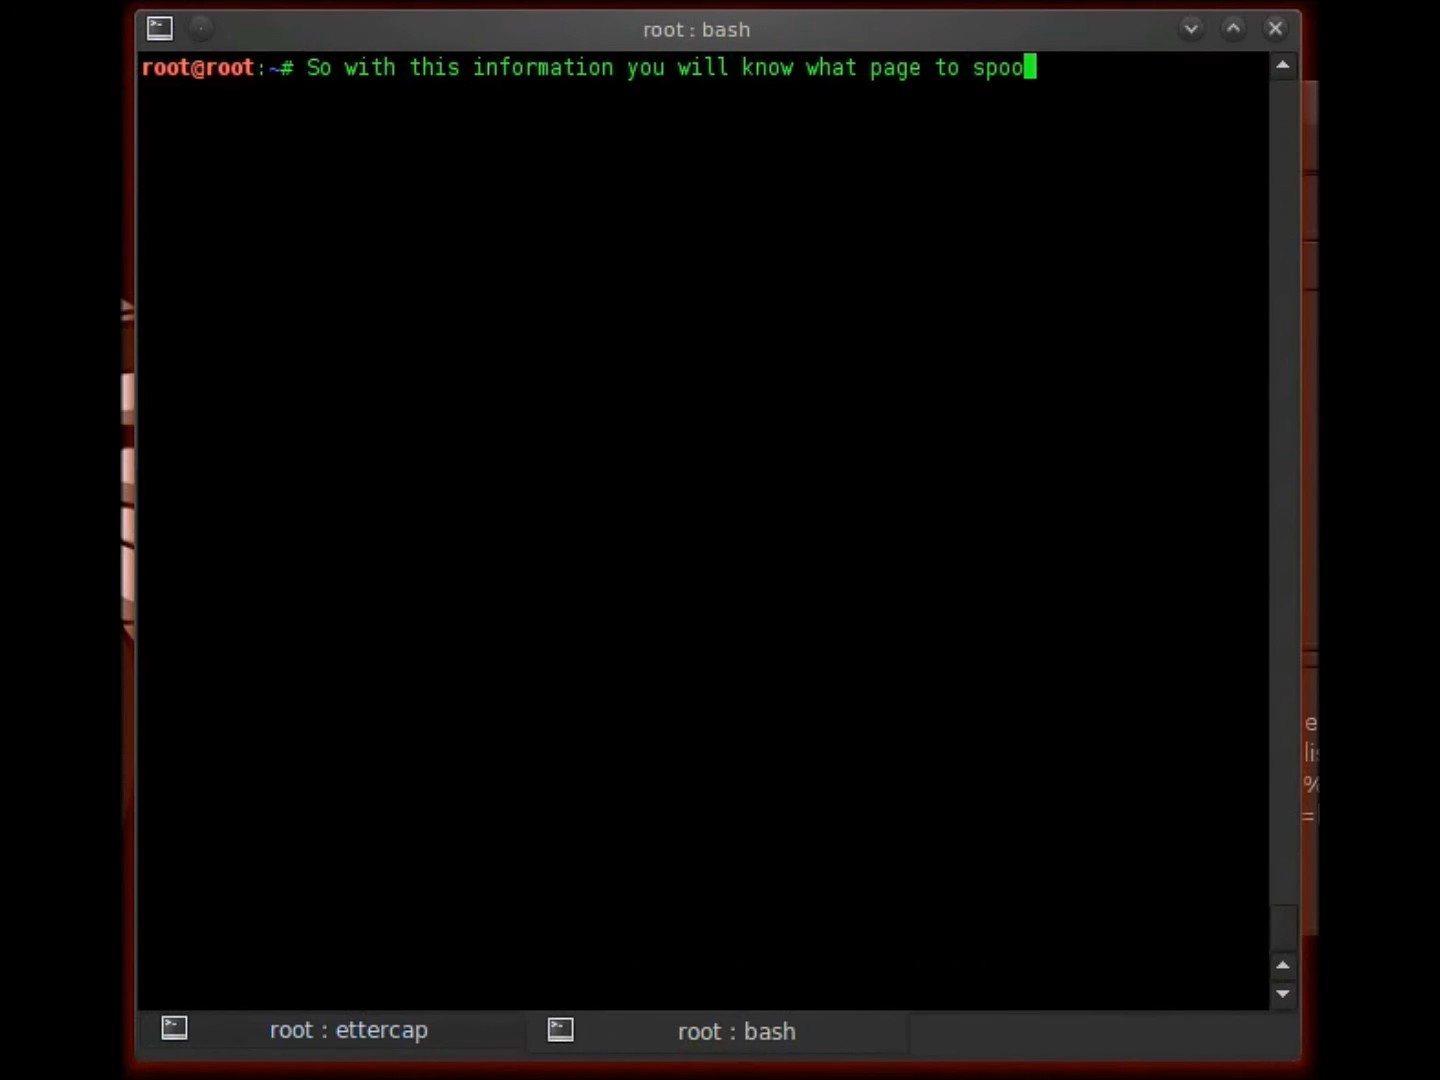 root : bash
root@root:~# So with this information you will know what page to spoo
e
lis
%
=
root : ettercap
root : bash